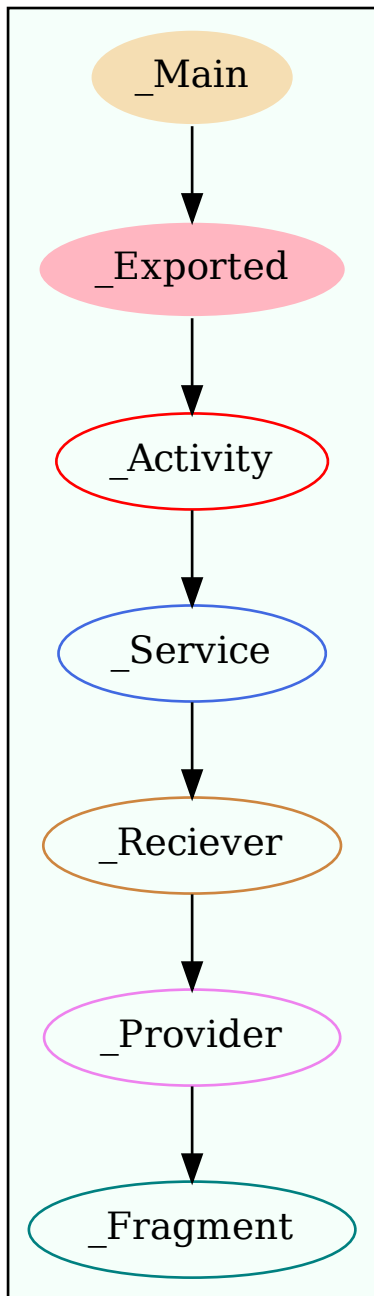 _Main
_Exported
_Activity
_Service
_Reciever
_Provider
_Fragment